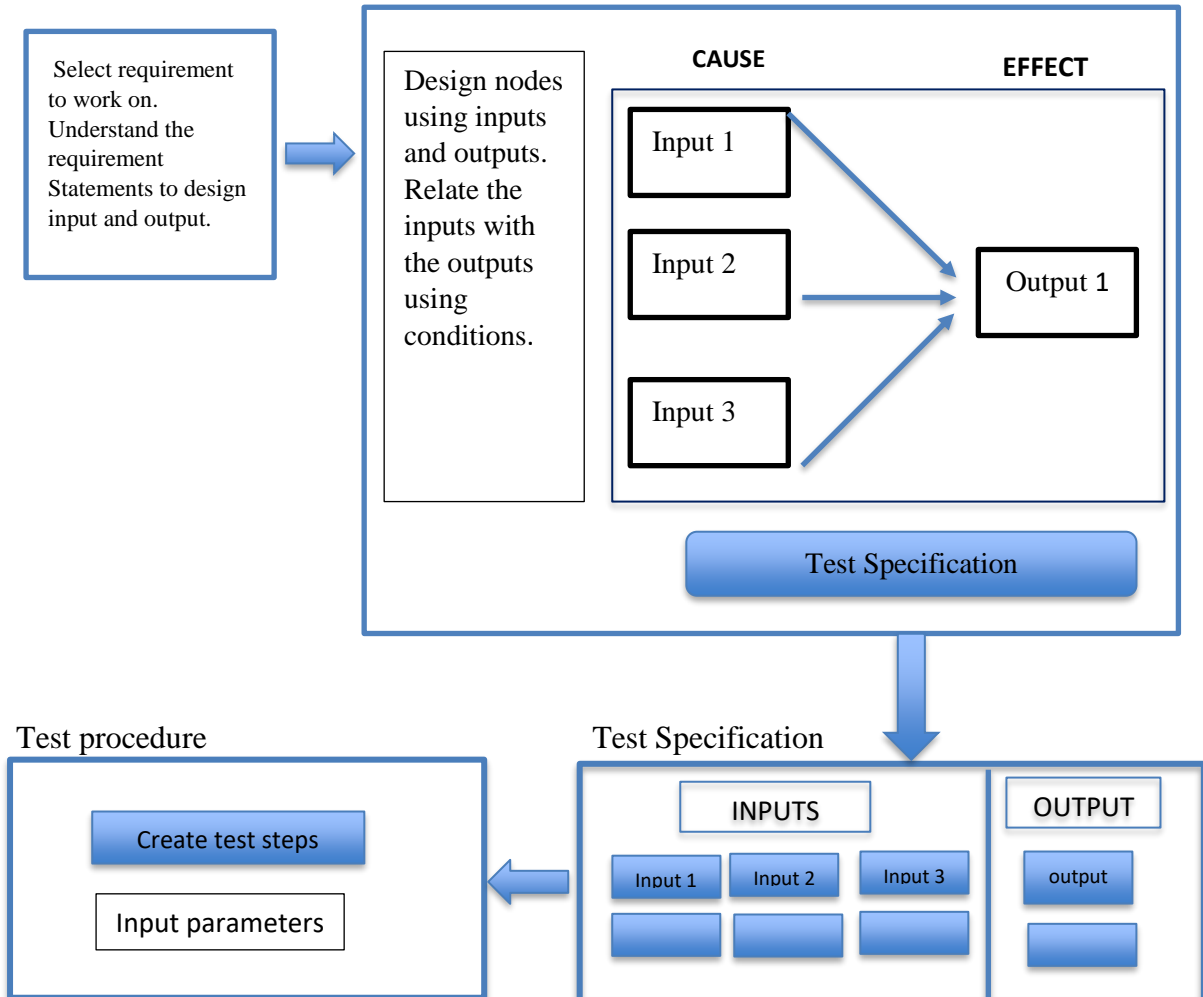 Select requirement
to work on.
Understand the
requirement
Statements to design
input and output.
Design nodes
using inputs
and outputs.
Relate the
inputs with
the outputs
using
conditions.
CAUSE
EFFECT
Input 1
Input 2
Input 3
Output 1
Test Specification
Test procedure
Create test steps
Input parameters
Test Specification
INPUTS
OUTPUT
Input 1
Input 2
Input 3
output